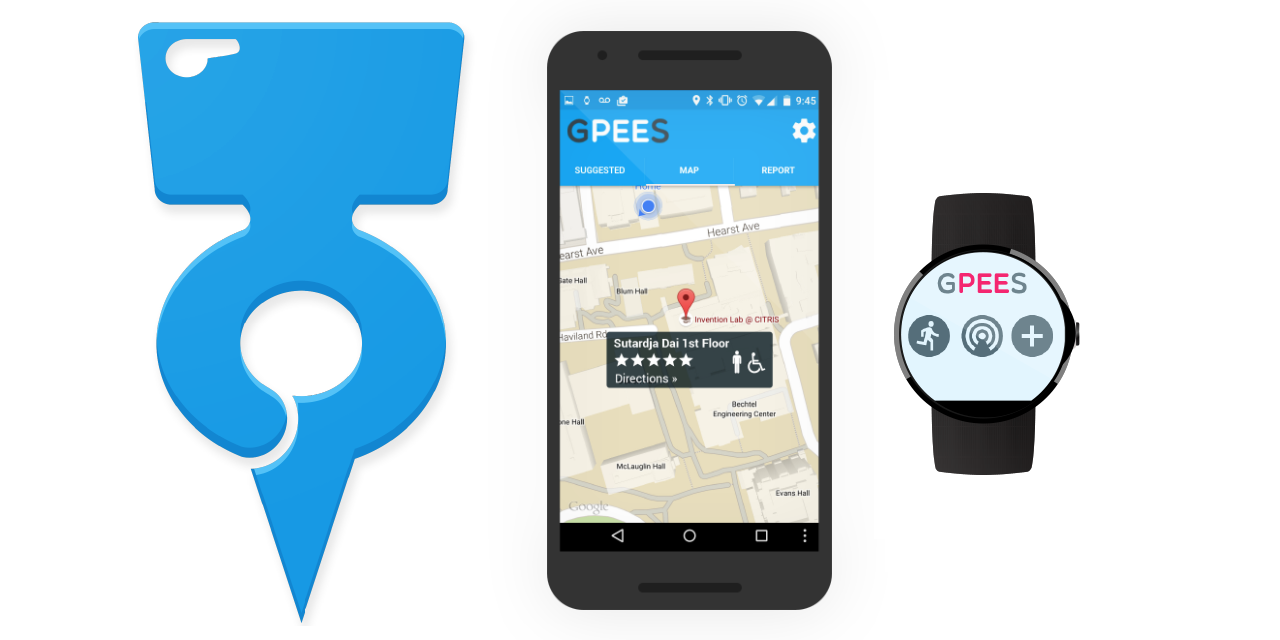 9:45
GPEES
SUGGESTED MAP REPORT
Home
Hearst Ave
earst Ave
Gate Hall
Blum Hall
Invention Lab @ CITRIS
Haviland Rd
Sutardja Dai 1st Floor
Directions »
Bechtel
Engineering Center
one Hall
McLaughlin Hall
Evans Hall
Google
GPEES